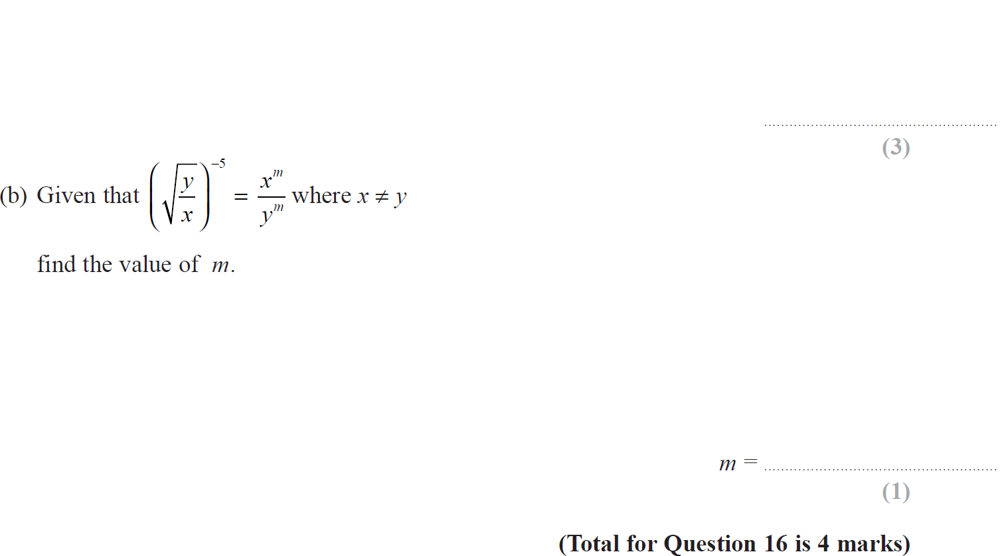 (3)
(b) Given that $\left(\sqrt{\frac{y}{x}}\right)^{-5} = \frac{x^m}{y^m}$ where $x \neq y$
find the value of m.
m = ........................................................
(1)
(Total for Question 16 is 4 marks)